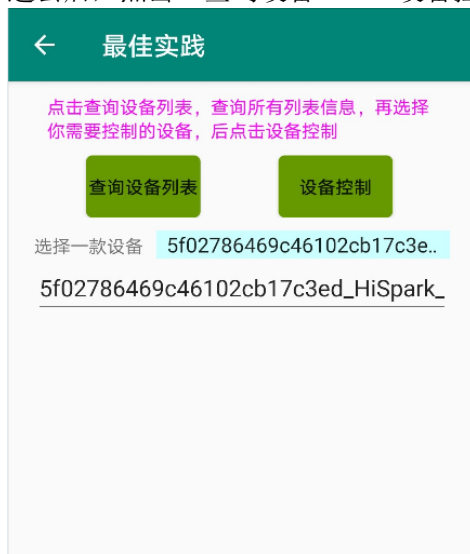 最佳实践
点击查询设备列表，查询所有列表信息，再选择
你需要控制的设备，后点击设备控制
查询设备列表
设备控制
选择一款设备 5f02786469c46102cb17c3e..
5f02786469c46102cb17c3ed_HiSpark_